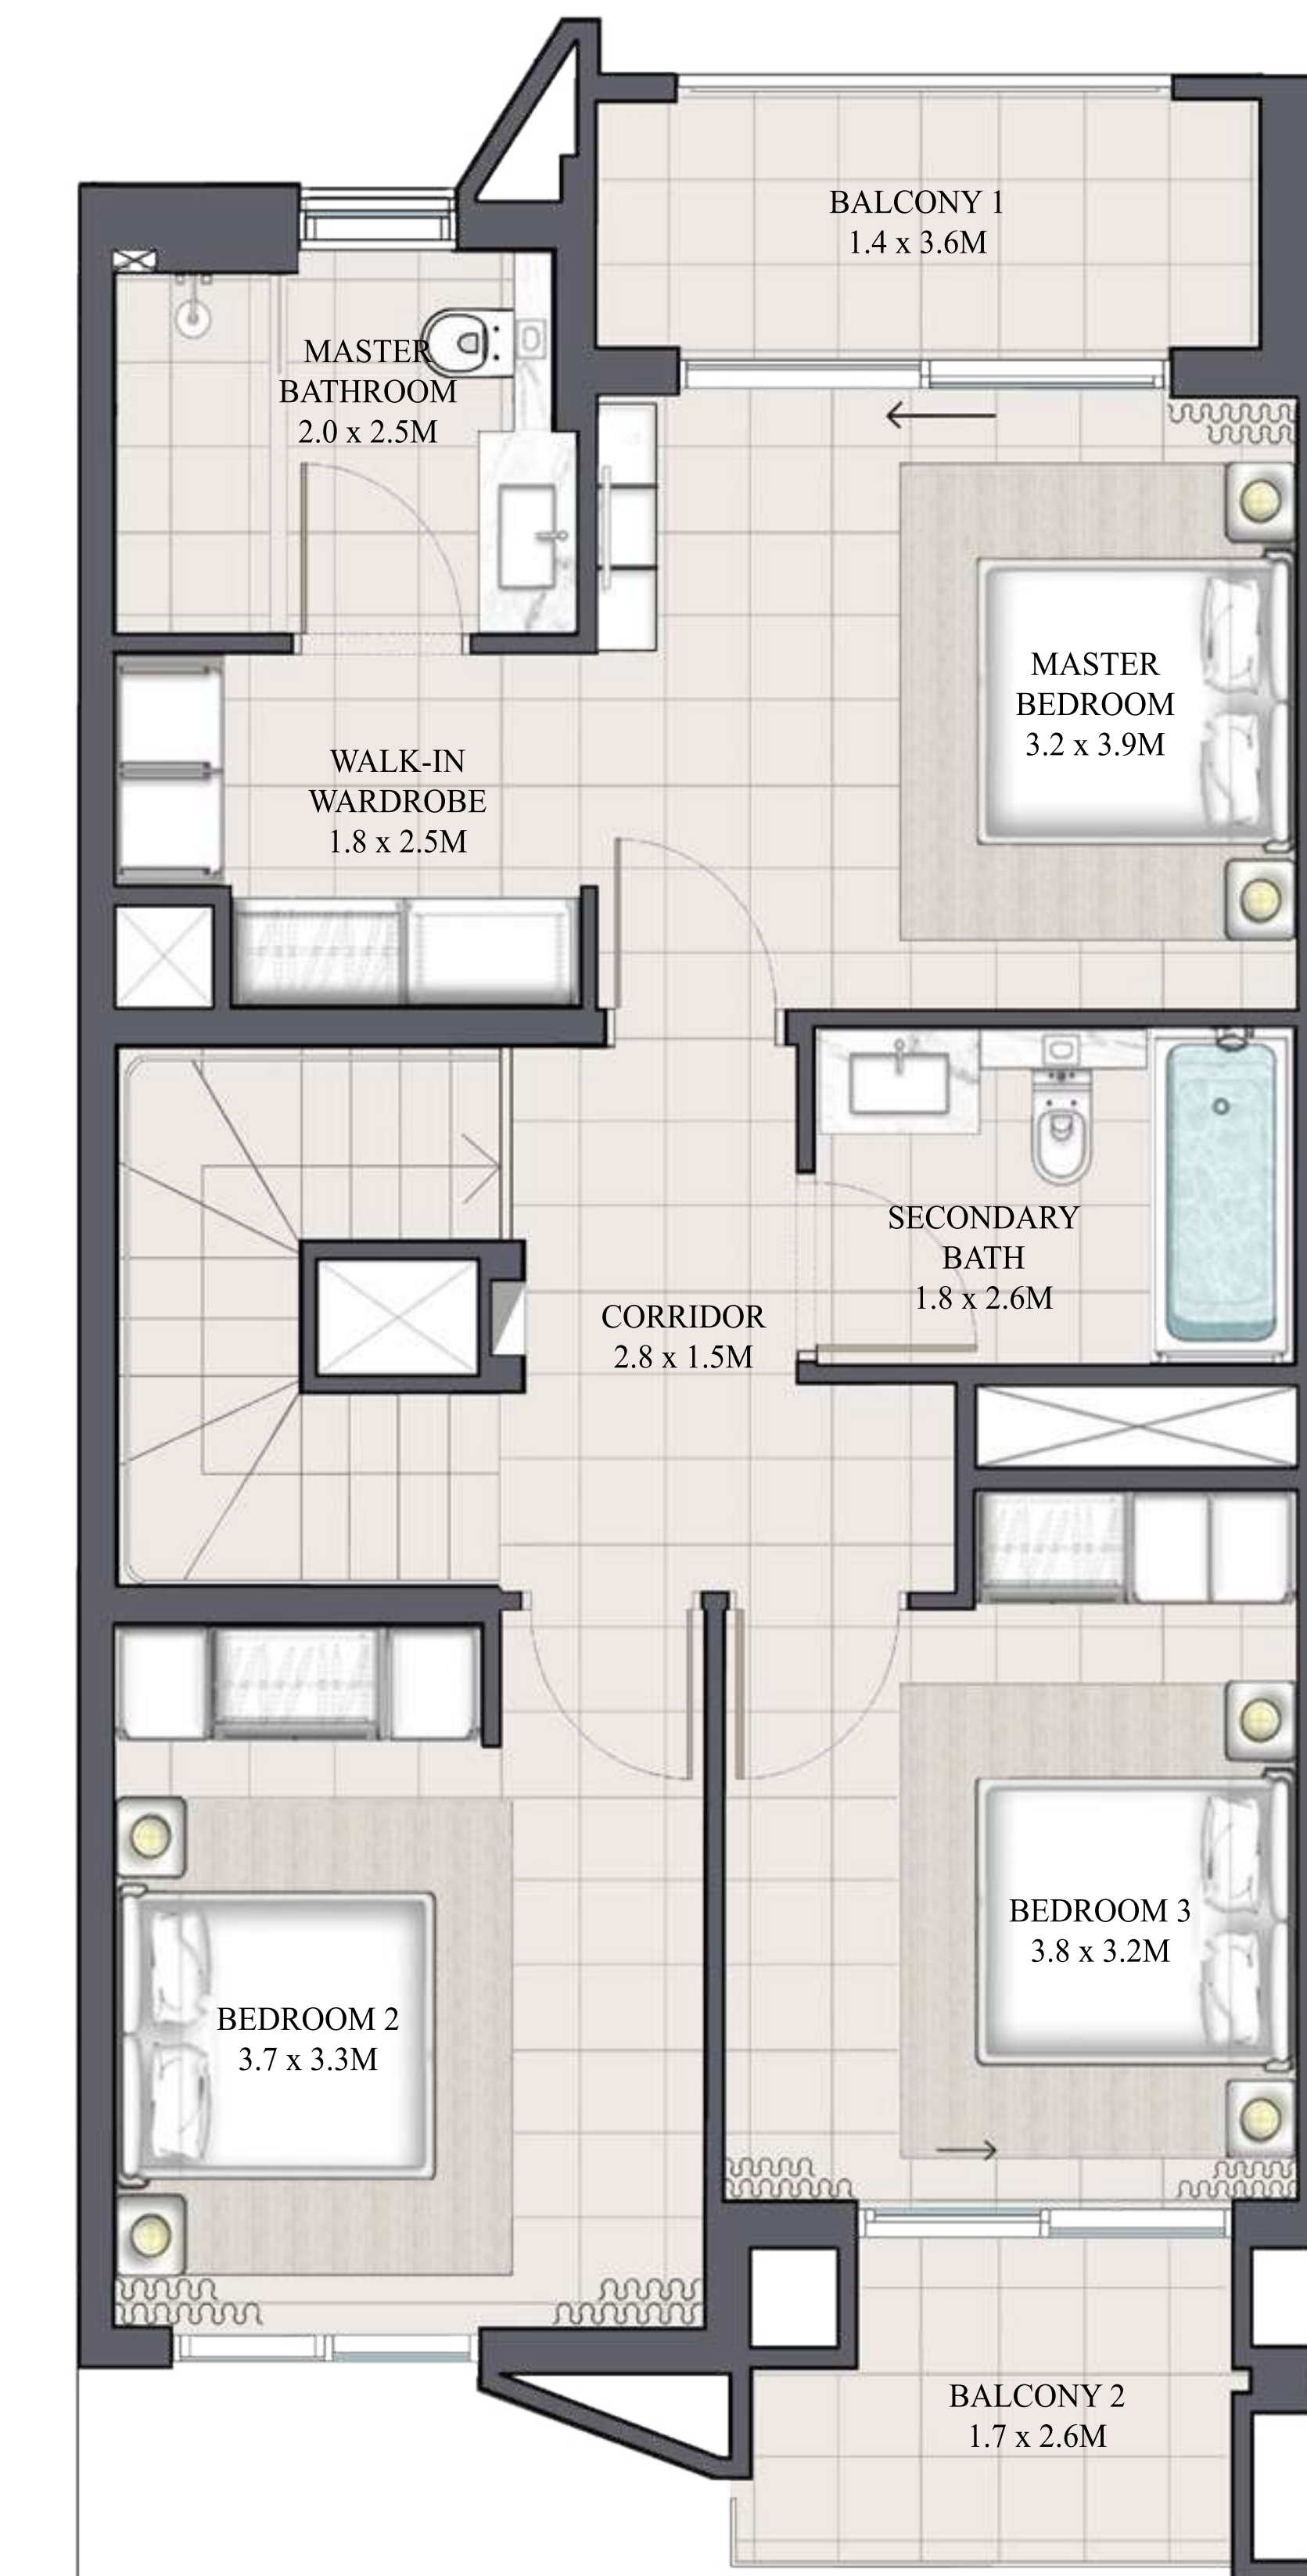 BALCONY 1
1.4 x 3.6M
MASTER
BATHROOM
2.0 x 2.5M
MASTER
BEDROOM
3.2 x 3.9M
WALK-IN
WARDROBE
1.8 x 2.5M
SECONDARY
BATH
1.8 x 2.6M
CORRIDOR
2.8 x 1.5M
BEDROOM 3
3.8 x 3.2M
BEDROOM 2
3.7 x 3.3M
BALCONY 2
1.7 x 2.6M